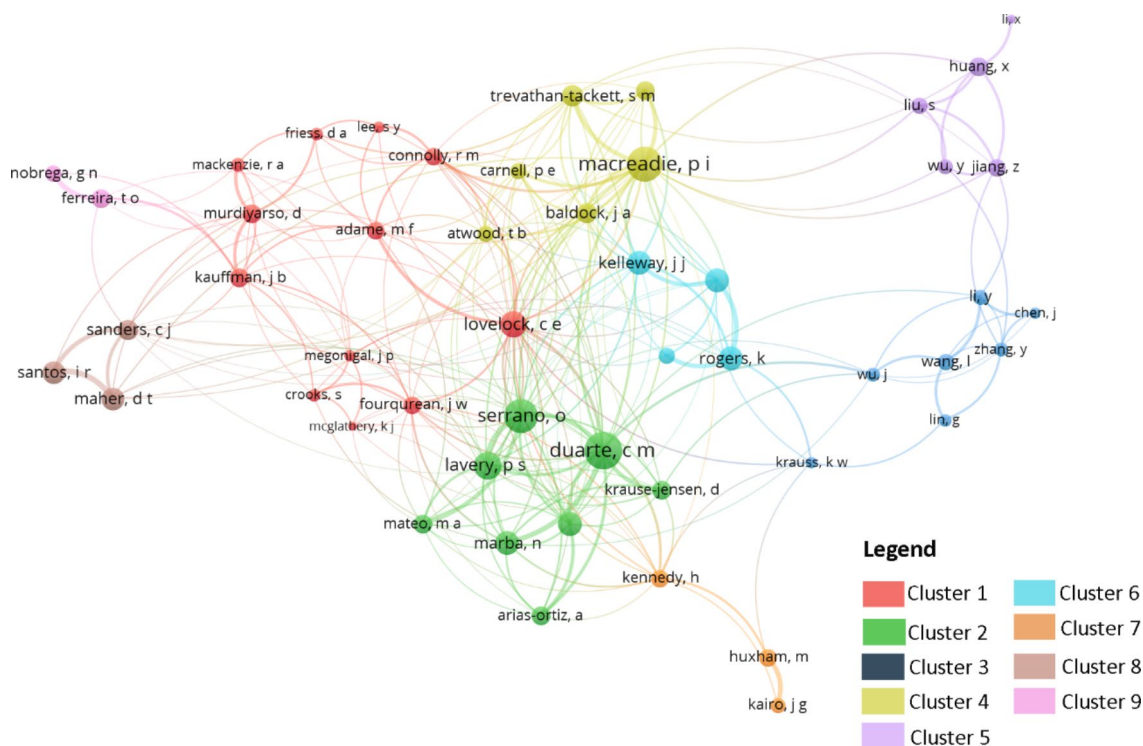 li, x
huang, x
trevathan-tackett, s m
liu, s
lee, s y
friess, d a
connolly, r m
macreadie, p i
mackenzie, r a
carnell, p e
wu, y
jiang, z
nobrega, g n
ferreira, t o
murdiyarso, d
baldock, j a
adame, m f
atwood, t b
kelleway, j j
kauffman, j b
li, y
chen, j
sanders, c j
lovelock, c e
zhang, y
megonigal, j p
rogers, k
wang, l
santos, i r
wu, j
maher, d t
crooks, s
fourqurean, j w
serrano, o
lin, g
mcglathery, k j
duarte, c m
lavery, p s
krauss, k w
krause-jensen, d
mateo, m a
marba, n
kennedy, h
arias-ortiz, a
huxham, m
kairo, j g
Legend
Cluster 1
Cluster 2
Cluster 3
Cluster 4
Cluster 5
Cluster 6
Cluster 7
Cluster 8
Cluster 9